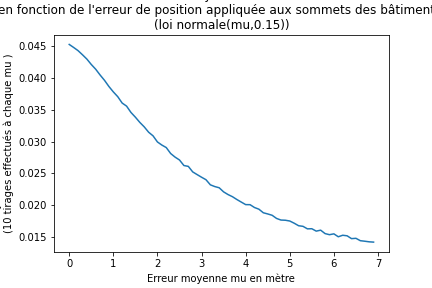 en fonction de l'erreur de position appliquée aux sommets des bâtiment
(loi normale(mu,0.15))
0.045
0.040
0.035
0.030
0.025
0.020
0.015
(10 tirages effectués à chaque mu )
0 1 2 3 4 5 6 7
Erreur moyenne mu en mètre